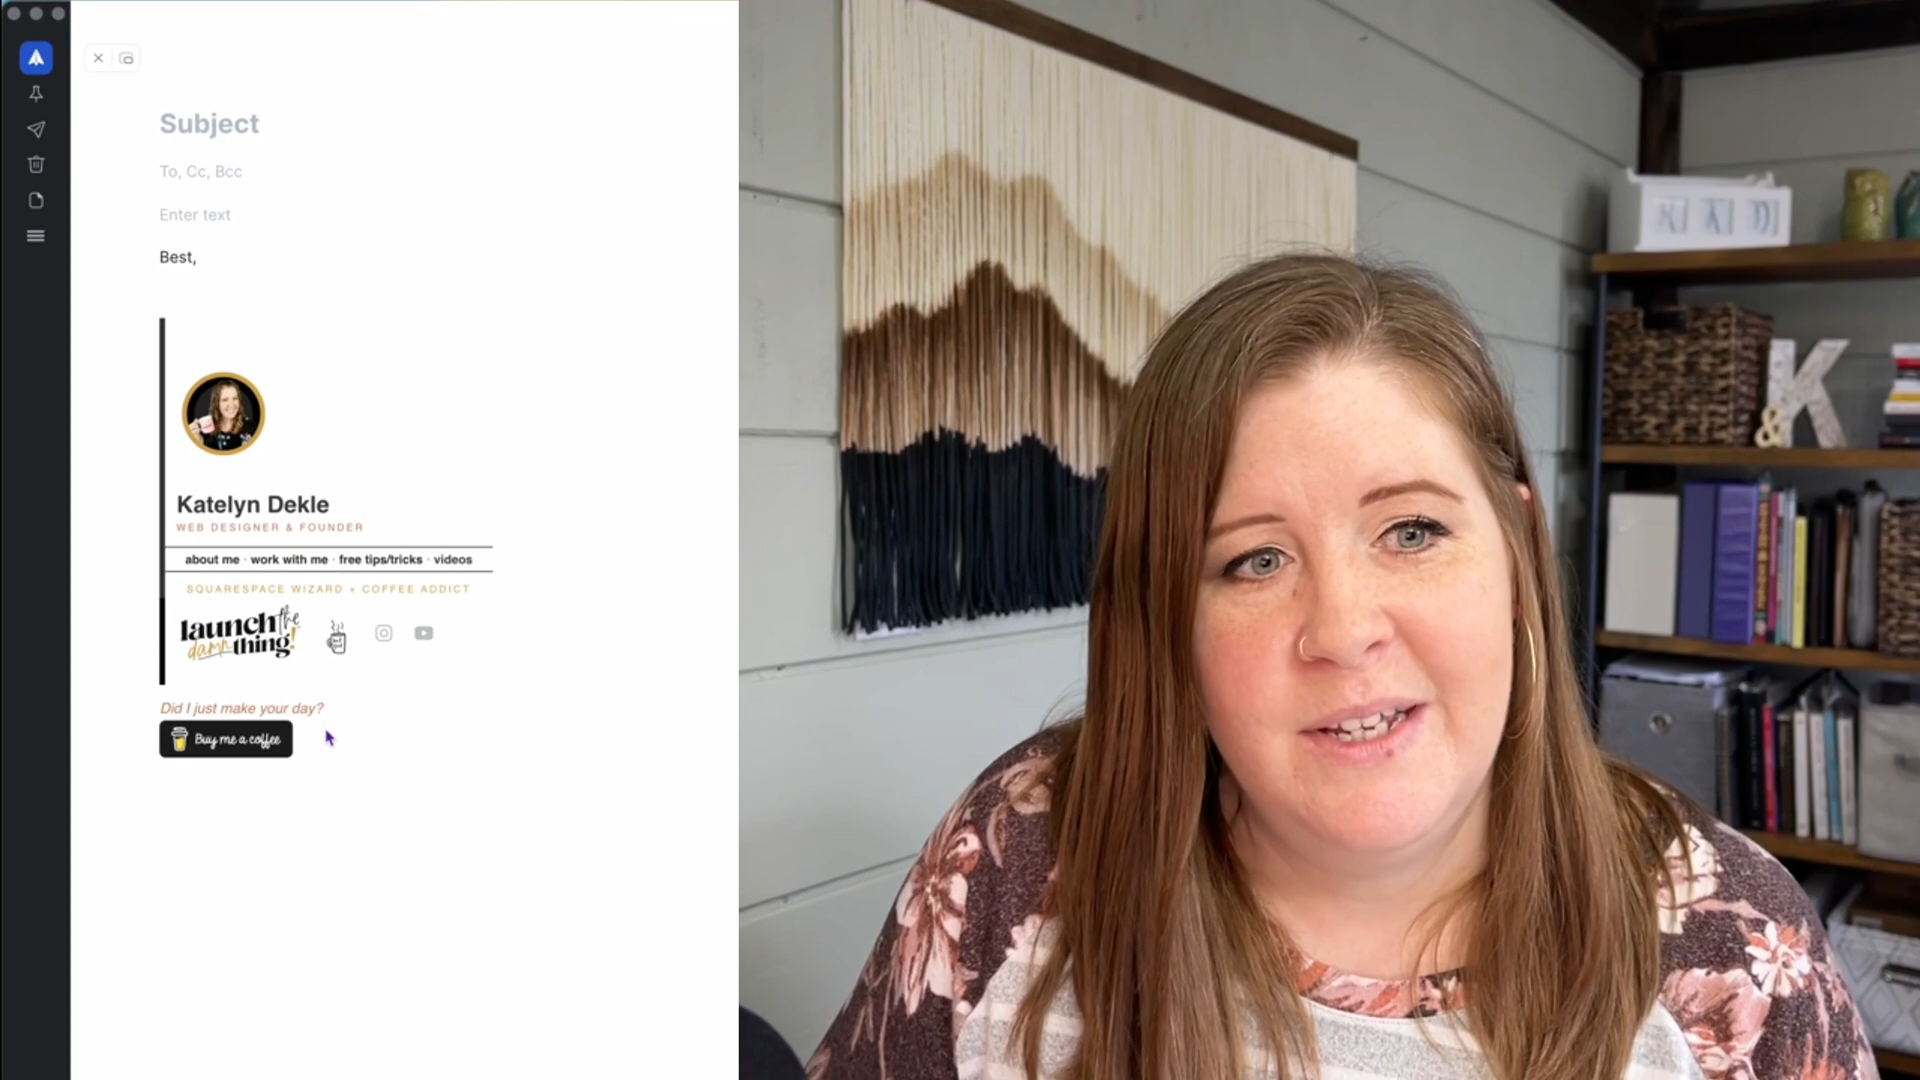 Subject
To, Cc, Bcc
Enter text
Best,
Katelyn Dekle
WEB DESIGNER & FOUNDER
about me · work with me · free tips/tricks · videos
SQUARESPACE WIZARD + COFFEE ADDICT
launch the
damn thing!
Did I just make your day?
Buy me a coffee
K A D
K